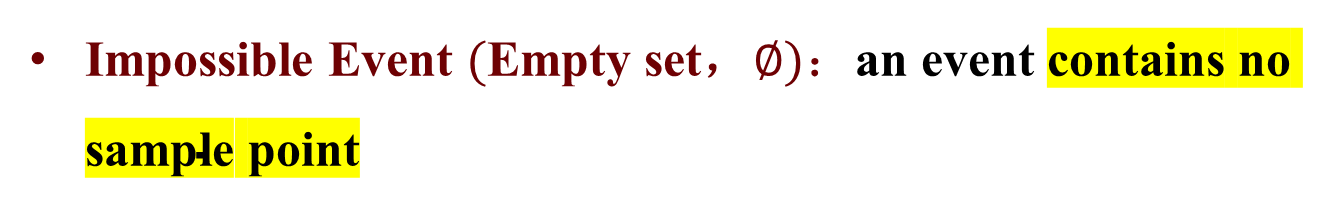 • Impossible Event (Empty set， ∅)： an event contains no
sample point